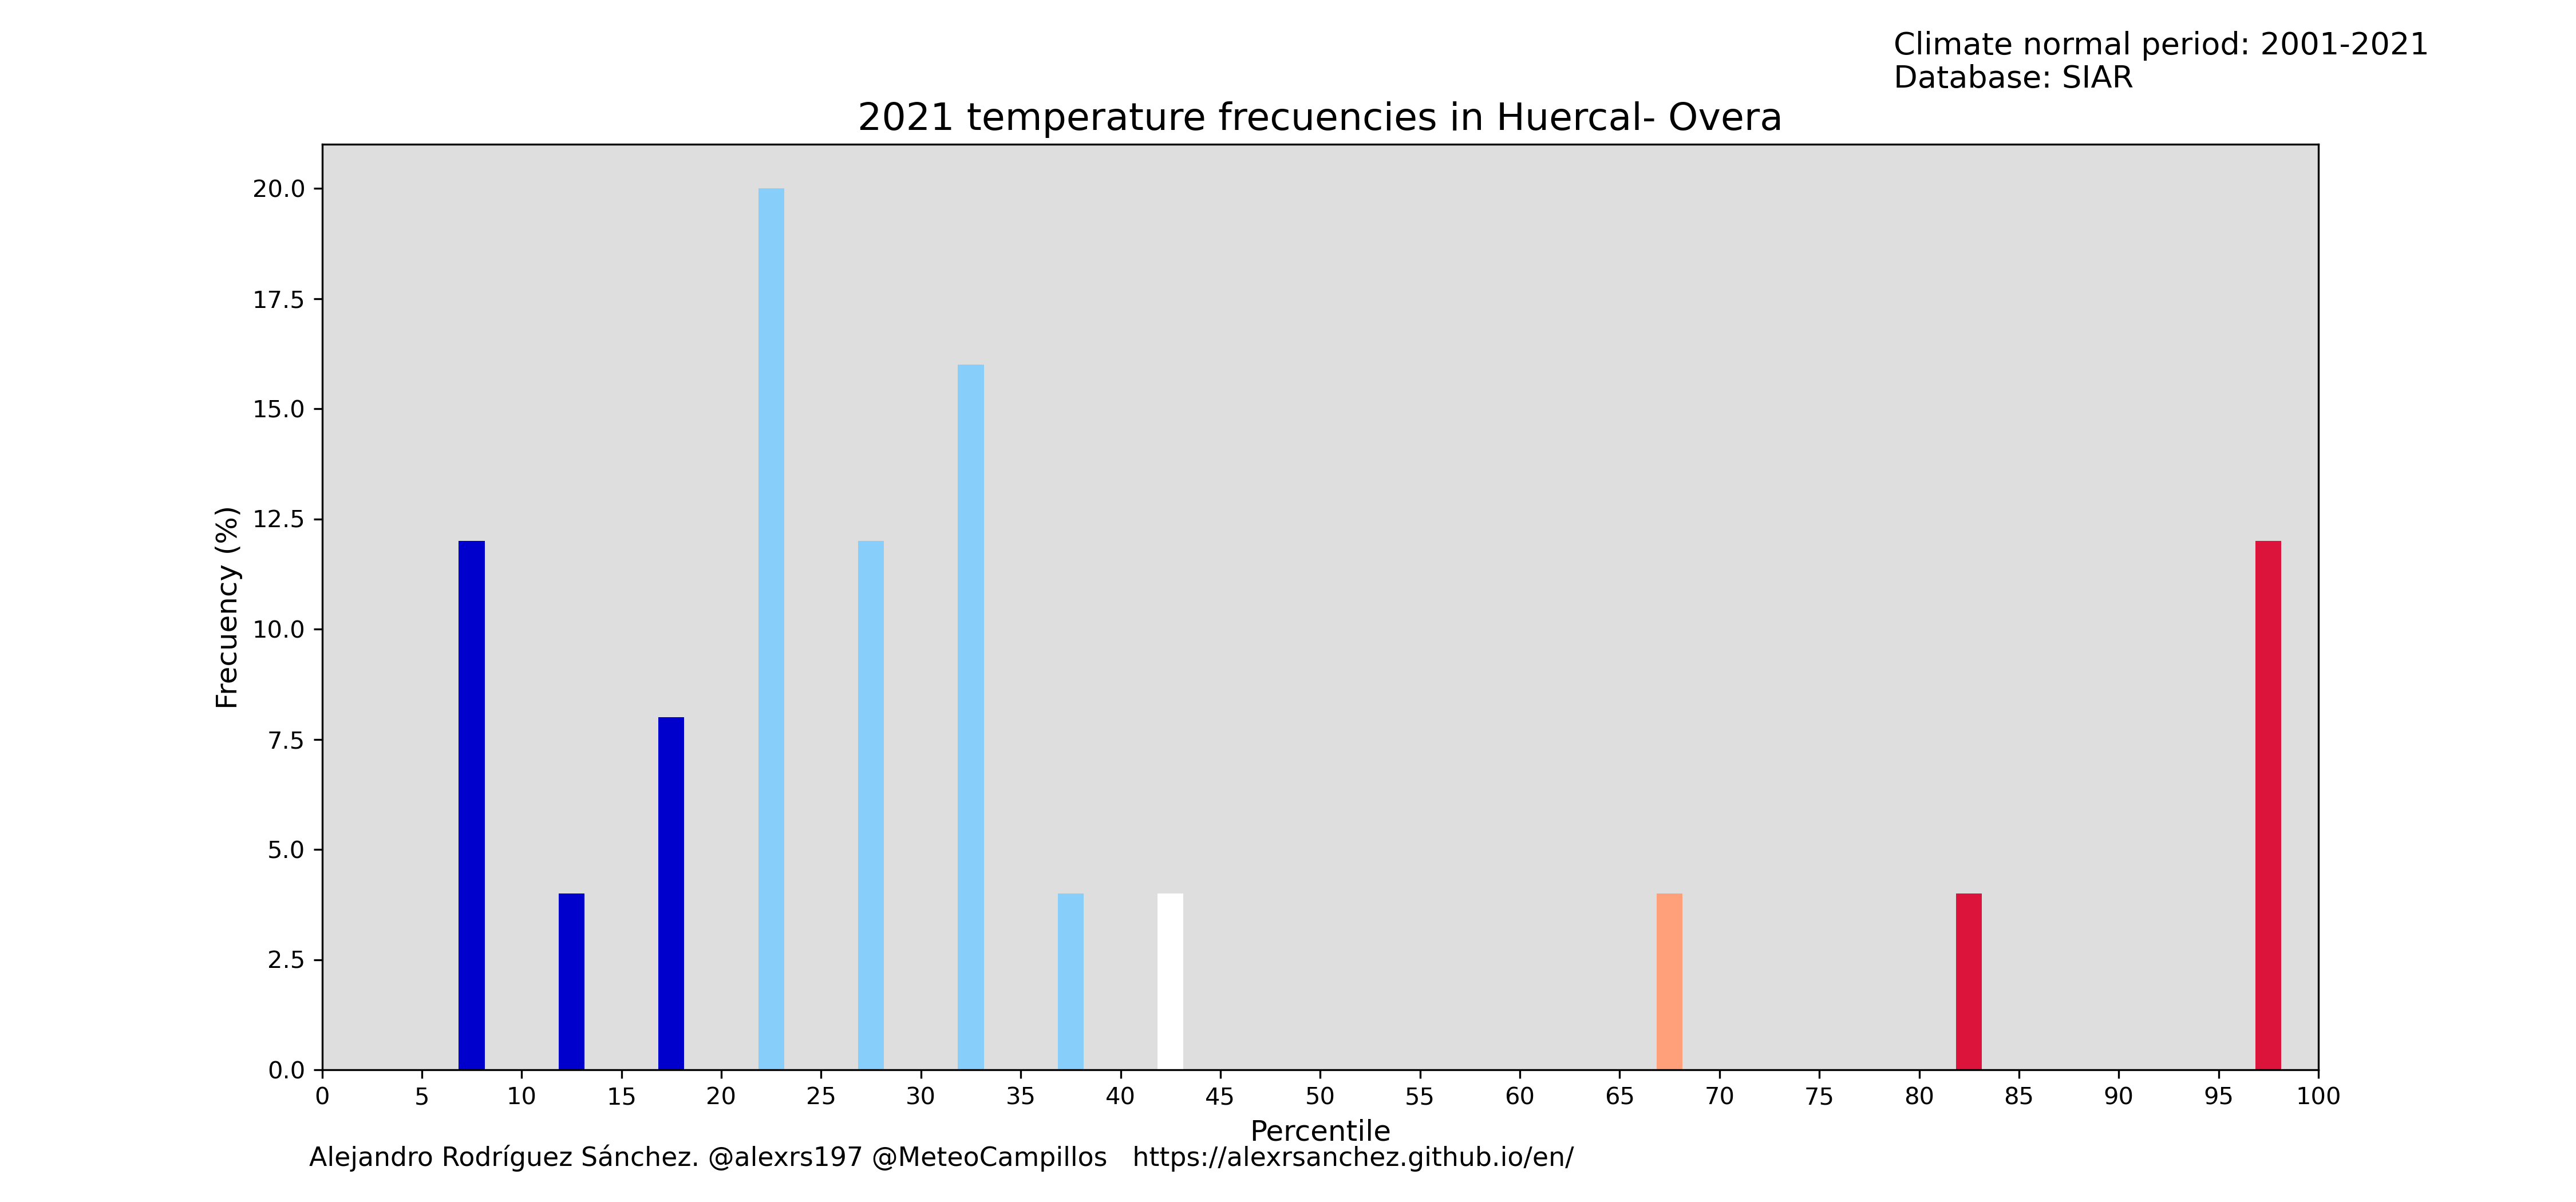 Climate normal period: 2001-2021
Database: SIAR
2021 temperature frecuencies in Huercal- Overa
Frecuency (%)
20.0
17.5
15.0
12.5
10.0
7.5
5.0
2.5
0.0
0 5 10 15 20 25 30 35 40 45 50 55 60 65 70 75 80 85 90 95 100
Percentile
Alejandro Rodríguez Sánchez. @alexrs197 @MeteoCampillos https://alexrsanchez.github.io/en/